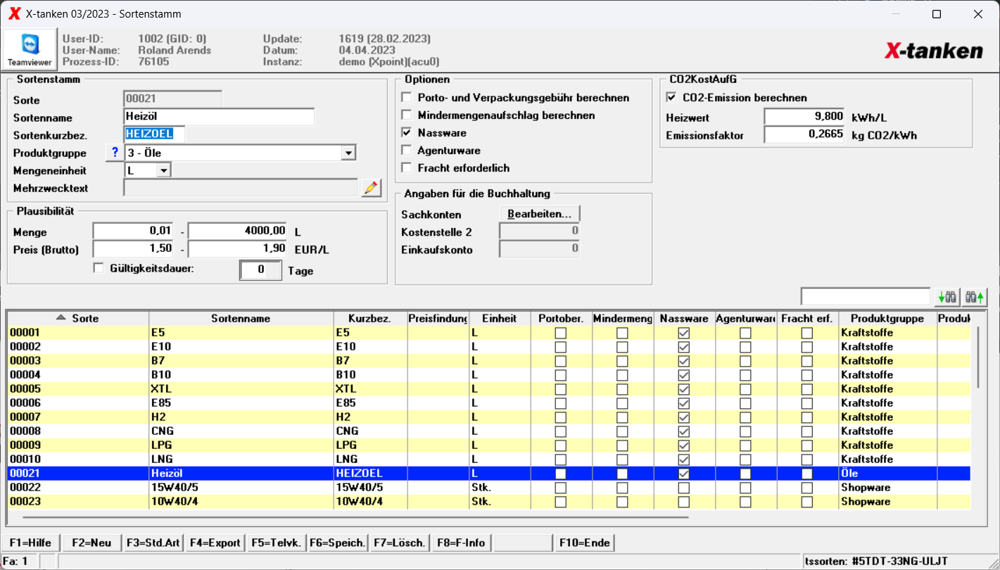 X-tanken 03/2023 - Sortenstamm
Teamviewer
User-ID: 1002 (GID: 0) Update: 1619 (28.02.2023)
User-Name: Roland Arends Datum: 04.04.2023
Prozess-ID: 76105 Instanz: demo (Xpoint)(acu0)
X-tanken
Sortenstamm
Sorte 00021
Sortenname Heizöl
Sortenkurzbez. HEIZOEL
Produktgruppe ? 3 - Öle
Mengeneinheit L
Mehrzwecktext
Plausibilität
Menge 0,01 - 4000,00 L
Preis (Brutto) 1,50 - 1,90 EUR/L
Gültigkeitsdauer: 0 Tage
Optionen
Porto- und Verpackungsgebühr berechnen
Mindermengenaufschlag berechnen
Nassware
Agenturware
Fracht erforderlich
Angaben für die Buchhaltung
Sachkonten Bearbeiten...
Kostenstelle 2 0
Einkaufskonto 0
CO2KostAufG
CO2-Emission berechnen
Heizwert 9,800 kWh/L
Emissionsfaktor 0,2665 kg CO2/kWh
Sorte Sortenname Kurzbez. Preisfindung Einheit Portober. Mindermeng Nassware Agenturware Fracht erf. Produktgruppe Produk
00001 E5 E5 L Kraftstoffe
00002 E10 E10 L Kraftstoffe
00003 B7 B7 L Kraftstoffe
00004 B10 B10 L Kraftstoffe
00005 XTL XTL L Kraftstoffe
00006 E85 E85 L Kraftstoffe
00007 H2 H2 L Kraftstoffe
00008 CNG CNG L Kraftstoffe
00009 LPG LPG L Kraftstoffe
00010 LNG LNG L Kraftstoffe
00021 Heizöl HEIZOEL L Öle
00022 15W40/5 15W40/5 Stk. Shopware
00023 10W40/4 10W40/4 Stk. Shopware
F1=Hilfe F2=Neu F3=Std.Art F4=Export F5=Telvk. F6=Speich. F7=Lösch. F8=F-Info F10=Ende
Fa: 1 tssorten: #5TDT-33NG-ULJT